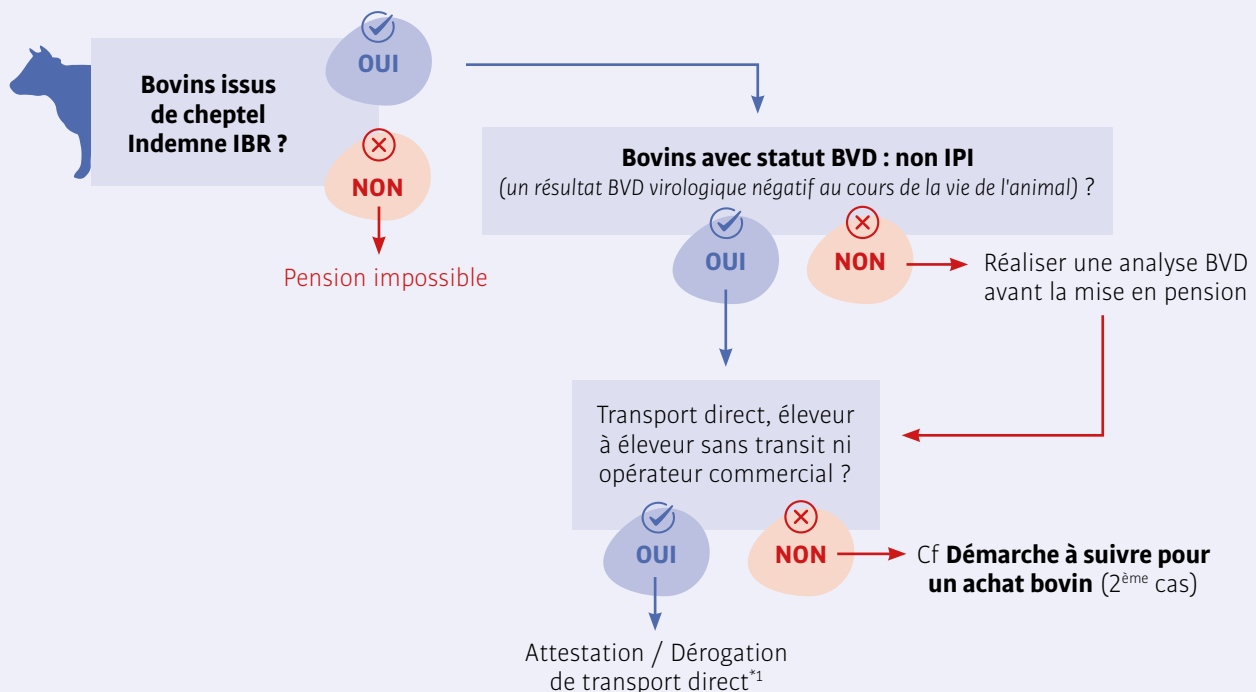 Bovins issus
de cheptel
Indemne IBR ?
OUI
NON
Pension impossible
Bovins avec statut BVD : non IPI
(un résultat BVD virologique négatif au cours de la vie de l'animal) ?
OUI
NON
Réaliser une analyse BVD
avant la mise en pension
Transport direct, éleveur
à éleveur sans transit ni
opérateur commercial ?
OUI
NON
Cf Démarche à suivre pour
un achat bovin (2ème cas)
Attestation / Dérogation
de transport direct*1